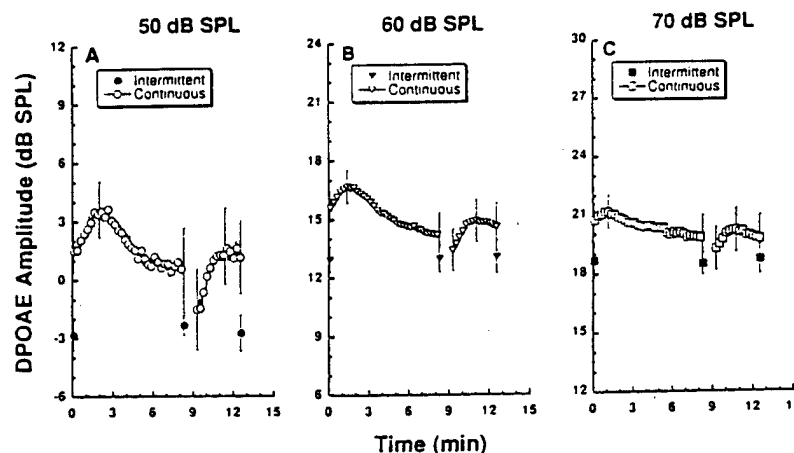 50 dB SPL
60 dB SPL
70 dB SPL
DPOAE Amplitude (dB SPL)
A
Intermittent
Continuous
12
9
6
3
0
-3
-6
0
3
6
9
12
15
B
Intermittent
Continuous
24
21
18
15
12
9
6
0
3
6
9
12
15
C
Intermittent
Continuous
30
27
24
21
18
15
12
0
3
6
9
12
15
Time (min)